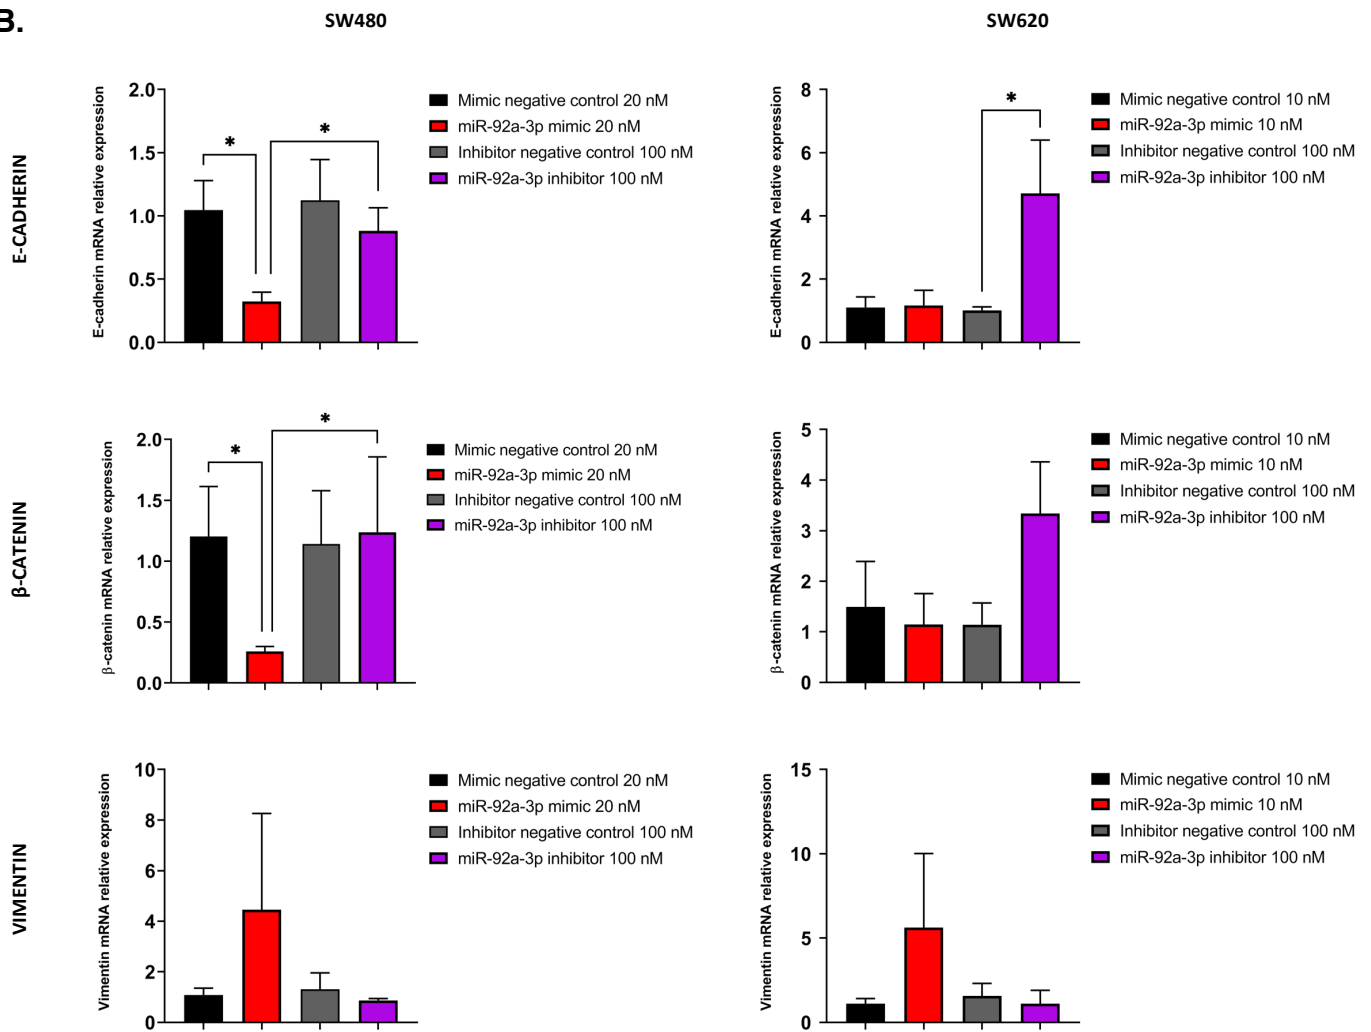 B.
SW480
SW620
E-CADHERIN
E-cadherin mRNA relative expression
2.0
1.5
1.0
0.5
0.0
*
*
Mimic negative control 20 nM
miR-92a-3p mimic 20 nM
Inhibitor negative control 100 nM
miR-92a-3p inhibitor 100 nM
E-cadherin mRNA relative expression
8
6
4
2
0
*
Mimic negative control 10 nM
miR-92a-3p mimic 10 nM
Inhibitor negative control 100 nM
miR-92a-3p inhibitor 100 nM
β-CATENIN
β-catenin mRNA relative expression
2.0
1.5
1.0
0.5
0.0
*
*
Mimic negative control 20 nM
miR-92a-3p mimic 20 nM
Inhibitor negative control 100 nM
miR-92a-3p inhibitor 100 nM
β-catenin mRNA relative expression
5
4
3
2
1
0
Mimic negative control 10 nM
miR-92a-3p mimic 10 nM
Inhibitor negative control 100 nM
miR-92a-3p inhibitor 100 nM
VIMENTIN
Vimentin mRNA relative expression
10
8
6
4
2
0
Mimic negative control 20 nM
miR-92a-3p mimic 20 nM
Inhibitor negative control 100 nM
miR-92a-3p inhibitor 100 nM
Vimentin mRNA relative expression
15
10
5
0
Mimic negative control 10 nM
miR-92a-3p mimic 10 nM
Inhibitor negative control 100 nM
miR-92a-3p inhibitor 100 nM